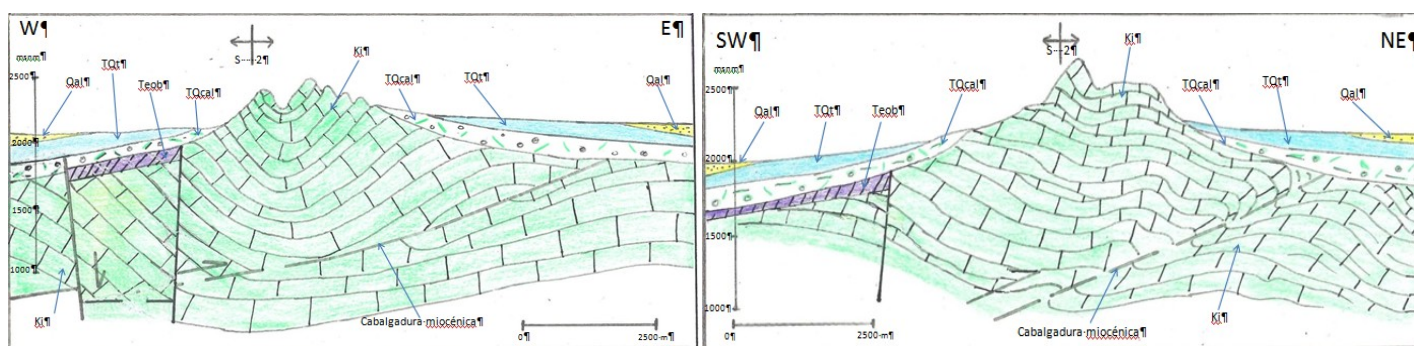 W¶ E¶
S---2¶
Ki¶
msnm¶
2500¶
Qal¶
TQt¶
Teob¶
TQcal¶
TQcal¶
TQt¶
Qal¶
2000¶
1500¶
1000¶
Ki¶
Cabalgadura·miocénica¶
0¶ 2500·m¶
SW¶ NE¶
S---2¶
Ki¶
2500¶
Qal¶
TQt¶
Teob¶
TQcal¶
TQcal¶
TQt¶
Qal¶
2000¶
1500¶
1000¶
Ki¶
Cabalgadura·miocénica¶
0¶ 2500·m¶